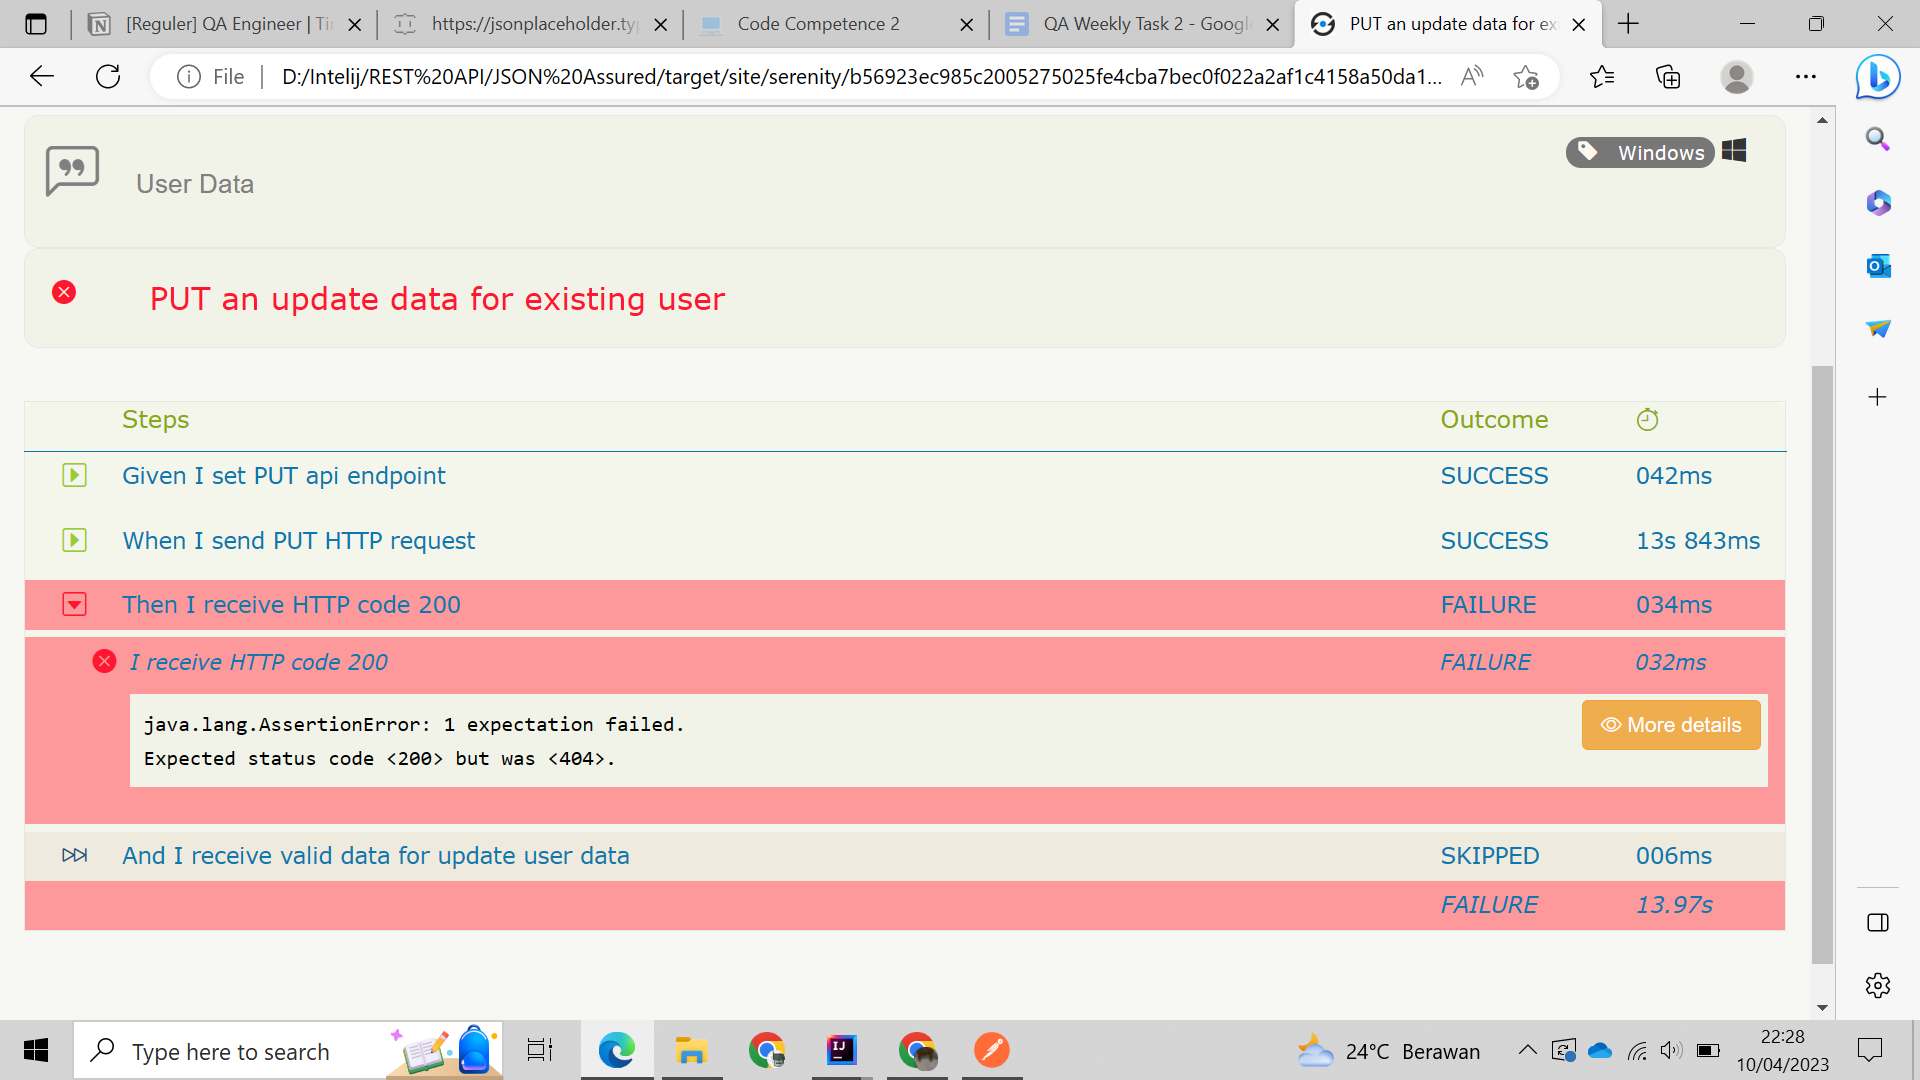 [Reguler] QA Engineer | Ti
https://jsonplaceholder.ty
Code Competence 2
QA Weekly Task 2 - Googl
PUT an update data for ex
File
D:/Intelij/REST%20API/JSON%20Assured/target/site/serenity/b56923ec985c2005275025fe4cba7bec0f022a2af1c4158a50da1...
Windows
User Data
PUT an update data for existing user
Steps Outcome
Given I set PUT api endpoint SUCCESS 042ms
When I send PUT HTTP request SUCCESS 13s 843ms
Then I receive HTTP code 200 FAILURE 034ms
I receive HTTP code 200 FAILURE 032ms
java.lang.AssertionError: 1 expectation failed.
More details
Expected status code <200> but was <404>.
And I receive valid data for update user data SKIPPED 006ms
FAILURE 13.97s
Type here to search
24°C Berawan
22:28
10/04/2023